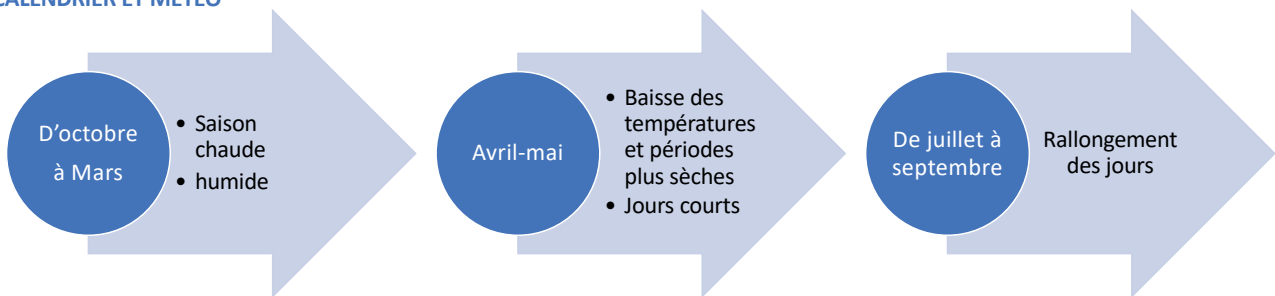 CALENDRIER ET MÉTÉO
D'octobre
à Mars
• Saison
chaude
• humide
Avril-mai
• Baisse des
températures
et périodes
plus sèches
• Jours courts
De juillet à
septembre
Rallongement
des jours